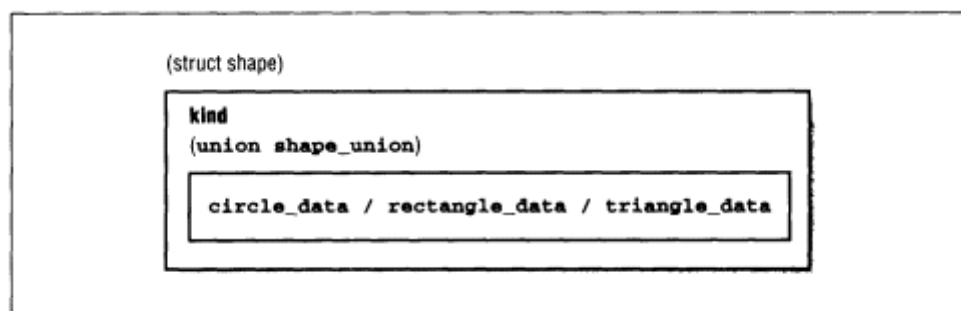 (struct shape)
kind
(union shape_union)
circle_data / rectangle_data / triangle_data